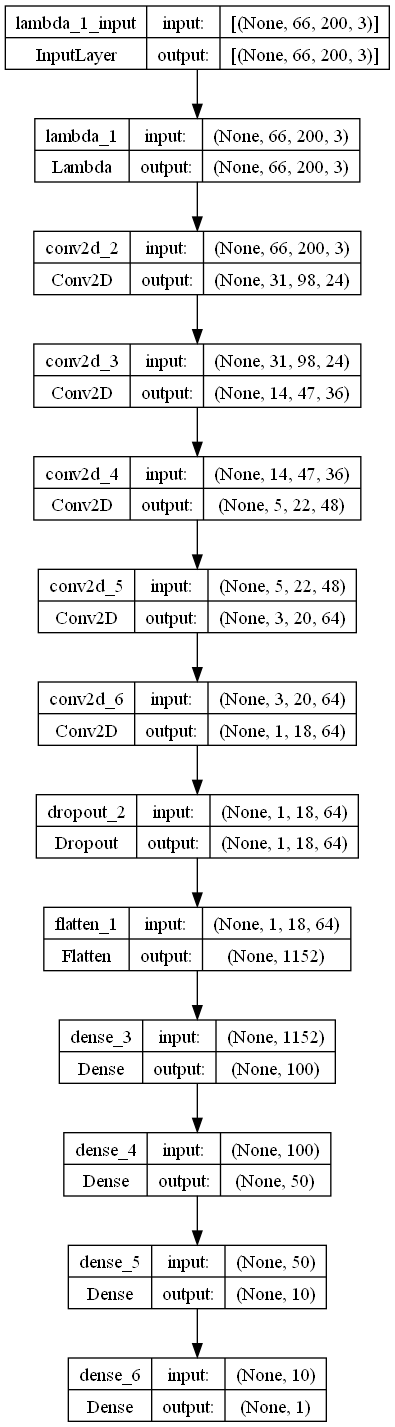 lambda_1_input input: [(None, 66, 200, 3)]
InputLayer output: [(None, 66, 200, 3)]
lambda_1 input: (None, 66, 200, 3)
Lambda output: (None, 66, 200, 3)
conv2d_2 input: (None, 66, 200, 3)
Conv2D output: (None, 31, 98, 24)
conv2d_3 input: (None, 31, 98, 24)
Conv2D output: (None, 14, 47, 36)
conv2d_4 input: (None, 14, 47, 36)
Conv2D output: (None, 5, 22, 48)
conv2d_5 input: (None, 5, 22, 48)
Conv2D output: (None, 3, 20, 64)
conv2d_6 input: (None, 3, 20, 64)
Conv2D output: (None, 1, 18, 64)
dropout_2 input: (None, 1, 18, 64)
Dropout output: (None, 1, 18, 64)
flatten_1 input: (None, 1, 18, 64)
Flatten output: (None, 1152)
dense_3 input: (None, 1152)
Dense output: (None, 100)
dense_4 input: (None, 100)
Dense output: (None, 50)
dense_5 input: (None, 50)
Dense output: (None, 10)
dense_6 input: (None, 10)
Dense output: (None, 1)